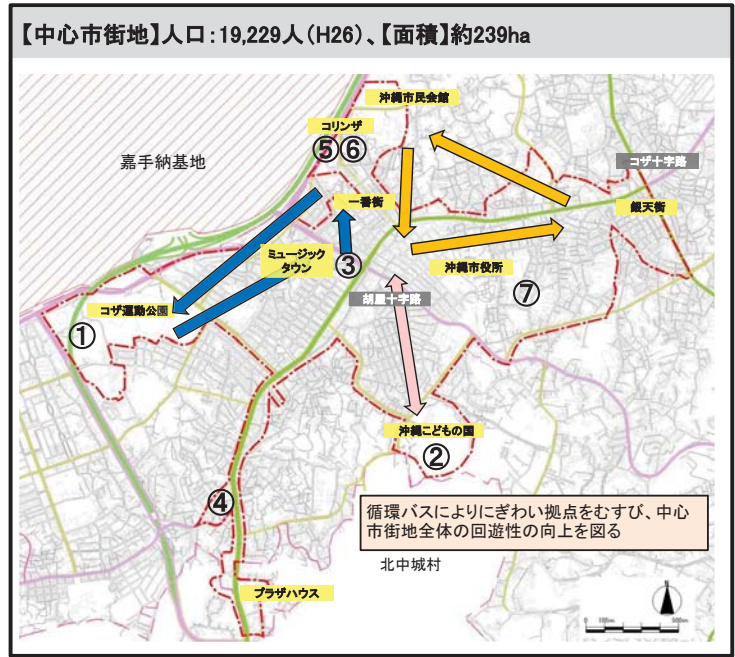 【中心市街地】人口:19,229人(H26)、【面積】約239ha
沖縄市民会館
コリンザ
⑤⑥
嘉手納基地
コザ十字路
一番街
銀天街
ミュージック
タウン
③
沖縄市役所
⑦
胡屋十字路
コザ運動公園
①
沖縄こどもの国
②
④
循環バスによりにぎわい拠点をむすび、中心
市街地全体の回遊性の向上を図る
北中城村
プラザハウス
0 100m 500m